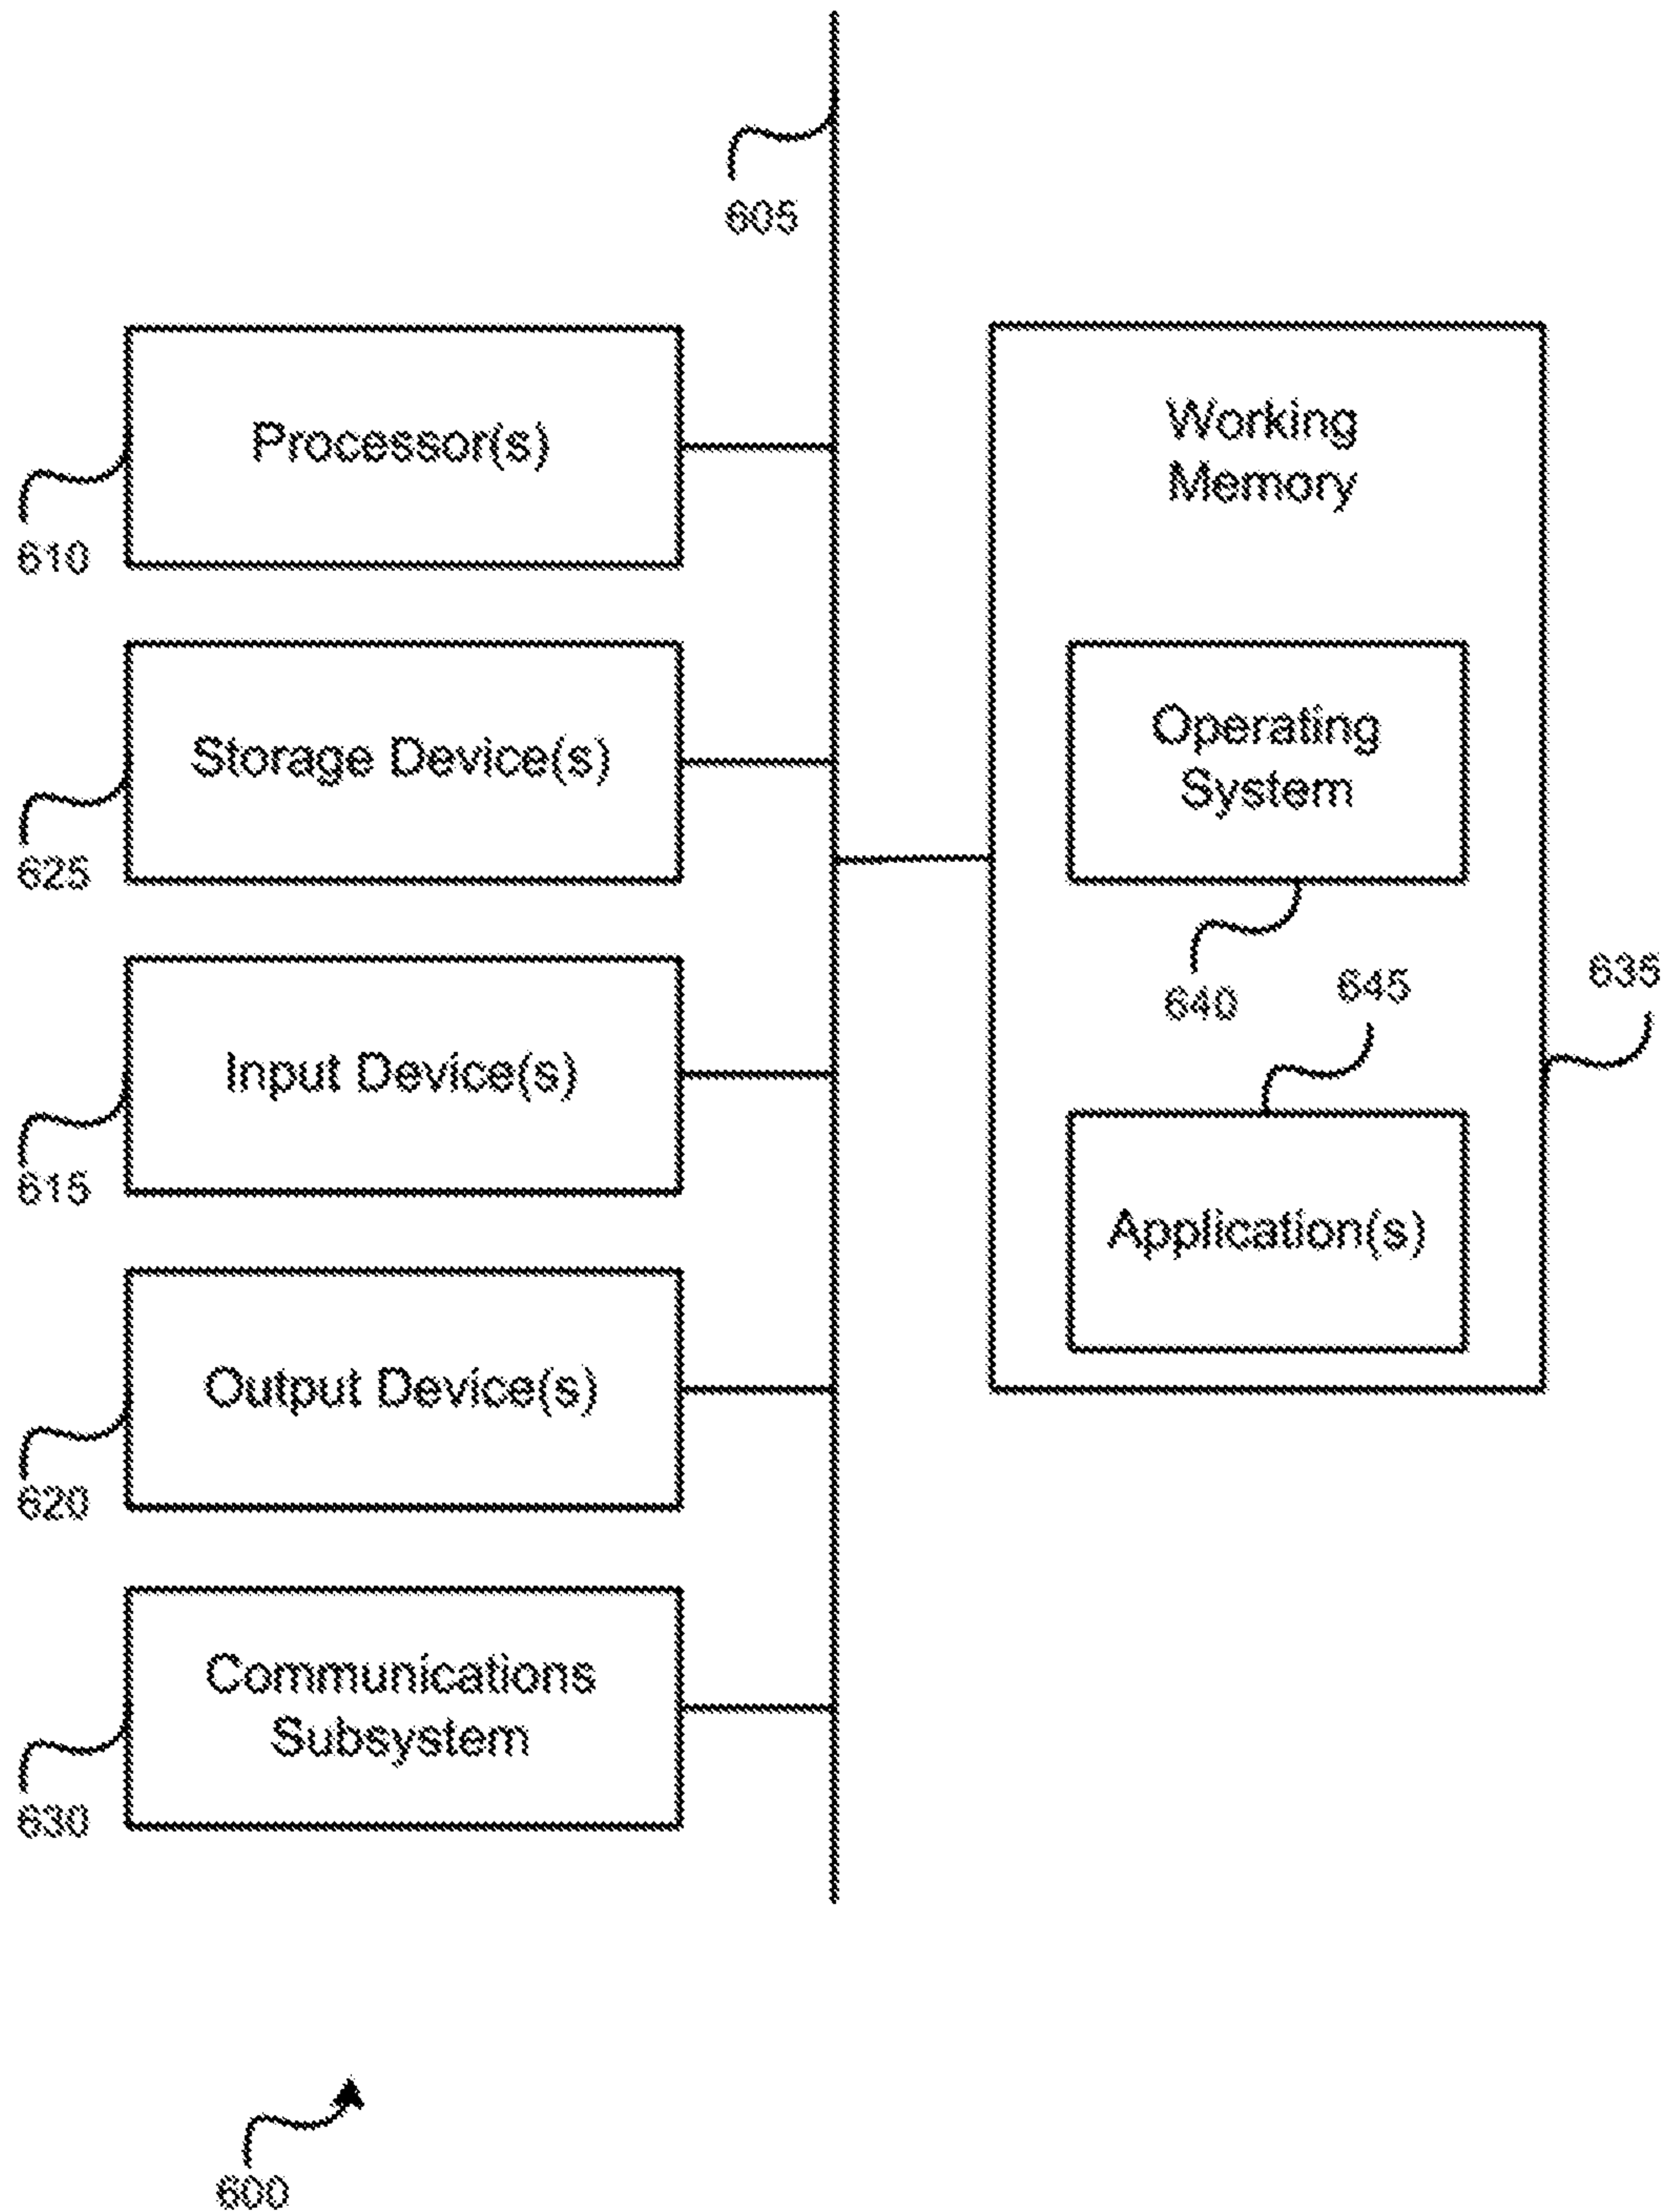 605
Processor(s)
610
Storage Device(s)
625
Input Device(s)
615
Output Device(s)
620
Communications
Subsystem
630
Working
Memory
Operating
System
640
645
635
Application(s)
600